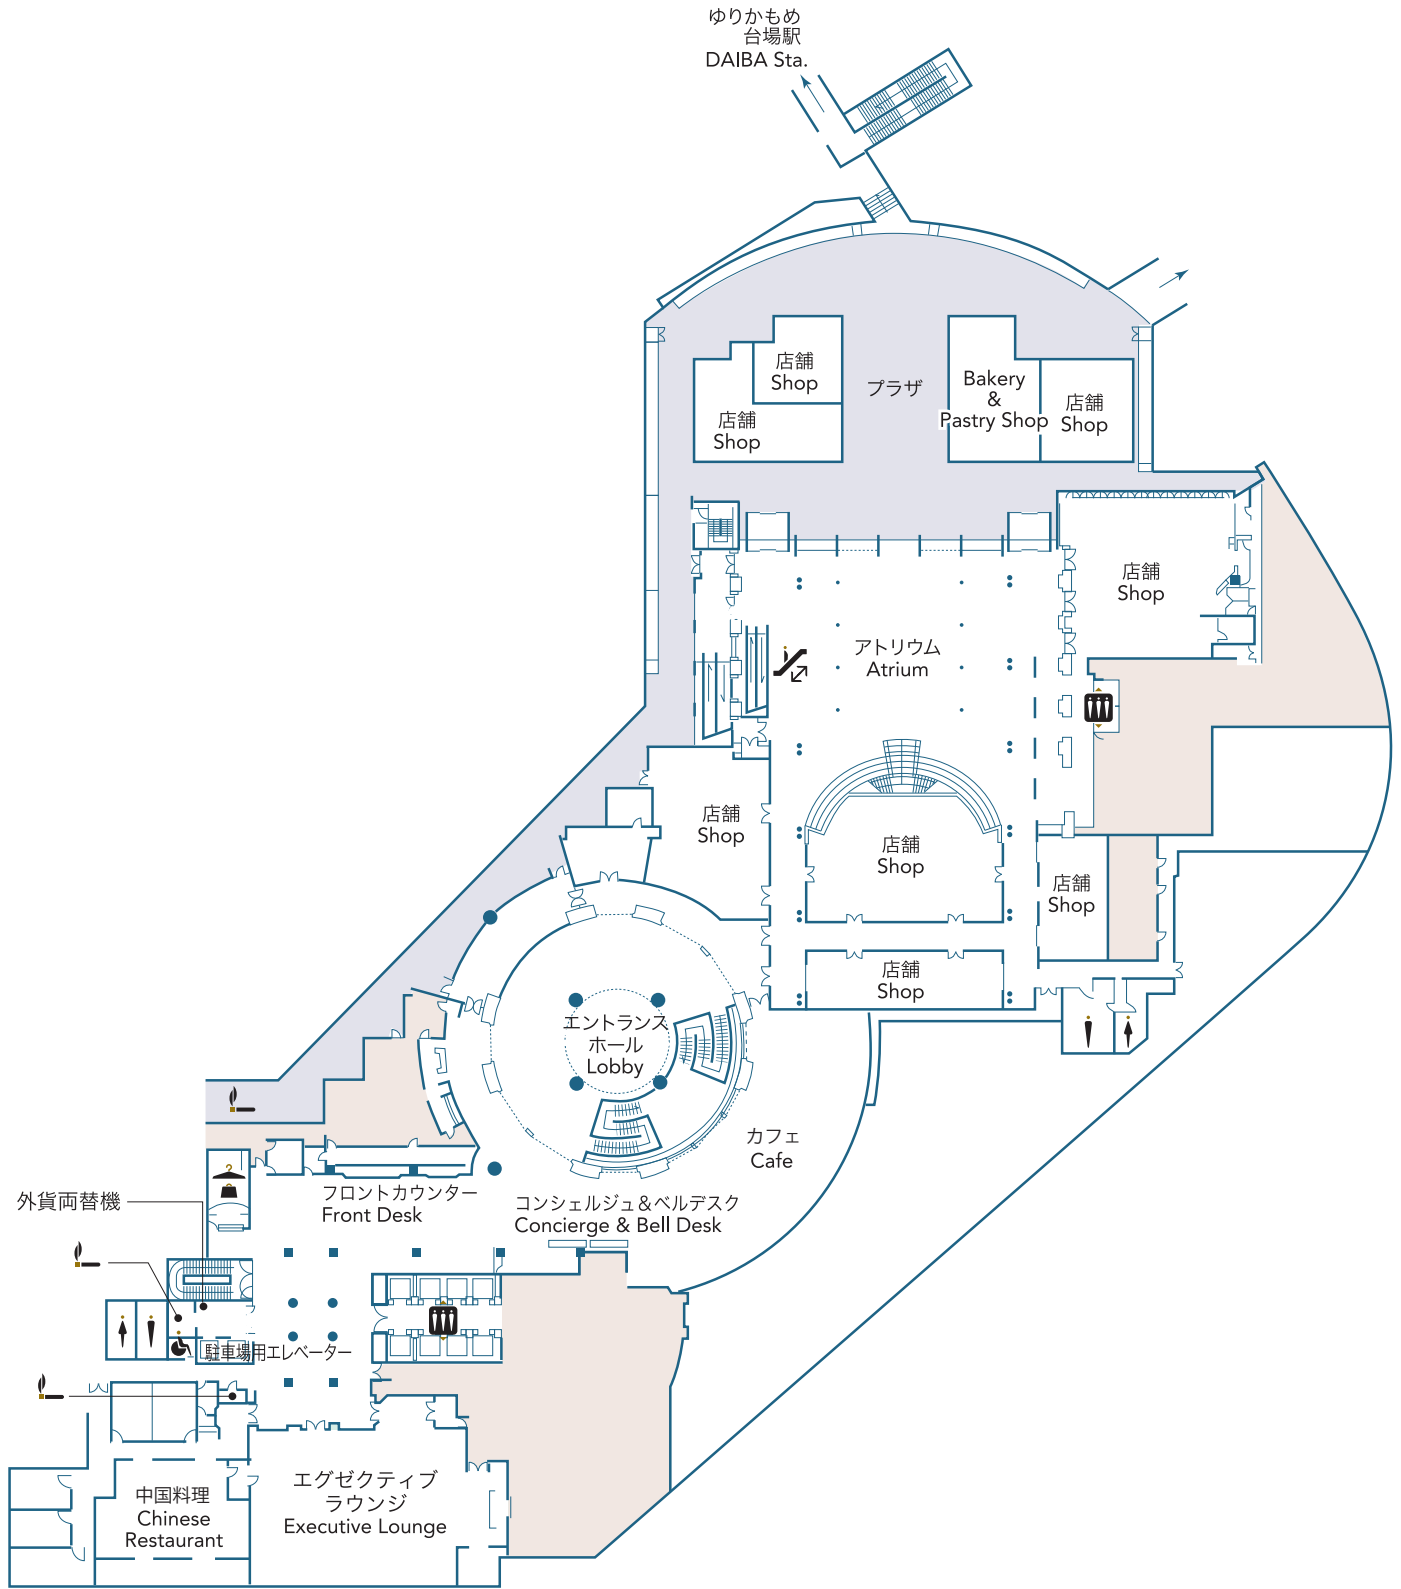 ゆりかもめ
台場駅
DAIBA Sta.
店舗
Shop
店舗
Shop
プラザ
Bakery
&
Pastry Shop
店舗
Shop
店舗
Shop
アトリウム
Atrium
店舗
Shop
店舗
Shop
店舗
Shop
店舗
Shop
エントランス
ホール
Lobby
カフェ
Cafe
フロントカウンター
Front Desk
コンシェルジュ&ベルデスク
Concierge & Bell Desk
外貨両替機
駐車場用エレベーター
中国料理
Chinese
Restaurant
エグゼクティブ
ラウンジ
Executive Lounge